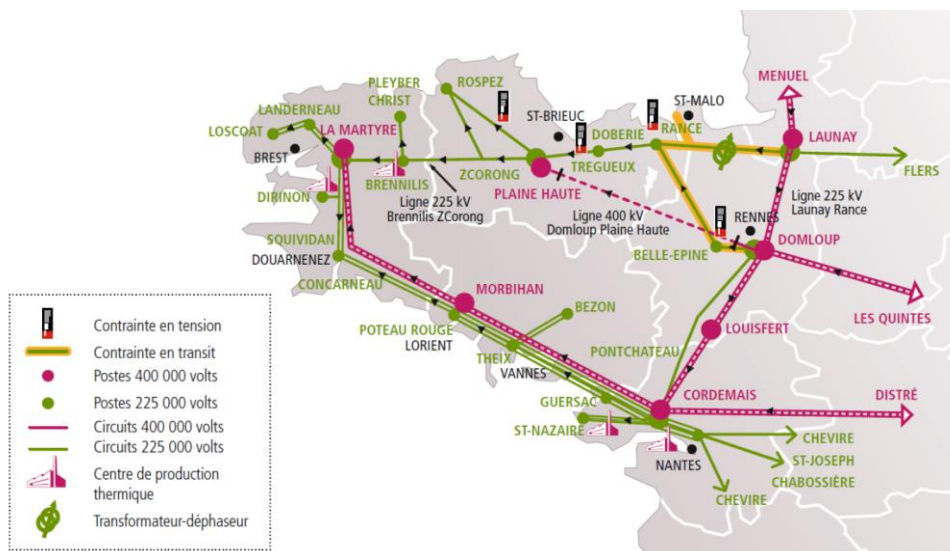 MENUEL
PLEYBER
CHRIST
ROSPEZ
ST-MALO
LANDERNEAU
ST-BRIEUC
LAUNAY
LOSCOAT
LA MARTYRE
DOBERIE
RANCE
BREST
ZCORONG
TREGUEUX
FLERS
BRENNILIS
PLAINE HAUTE
DIRINON
Ligne 225 kV
Brennilis ZCorong
Ligne 400 kV
Domloup Plaine Haute
RENNES
Ligne 225 kV
Launay Rance
SQUIVIDAN
DOUARNENEZ
BELLE-EPINE
DOMLOUP
CONCARNEAU
MORBIHAN
BEZON
LES QUINTES
POTEAU ROUGE
LORIENT
LOUISFERT
THEIX
VANNES
PONTCHATEAU
GUERSAC
CORDEMAIS
DISTRÉ
ST-NAZAIRE
NANTES
CHEVIRE
ST-JOSEPH
CHABOSSIÈRE
CHEVIRE
Contrainte en tension
Contrainte en transit
Postes 400 000 volts
Postes 225 000 volts
Circuits 400 000 volts
Circuits 225 000 volts
Centre de production
thermique
Transformateur-déphaseur